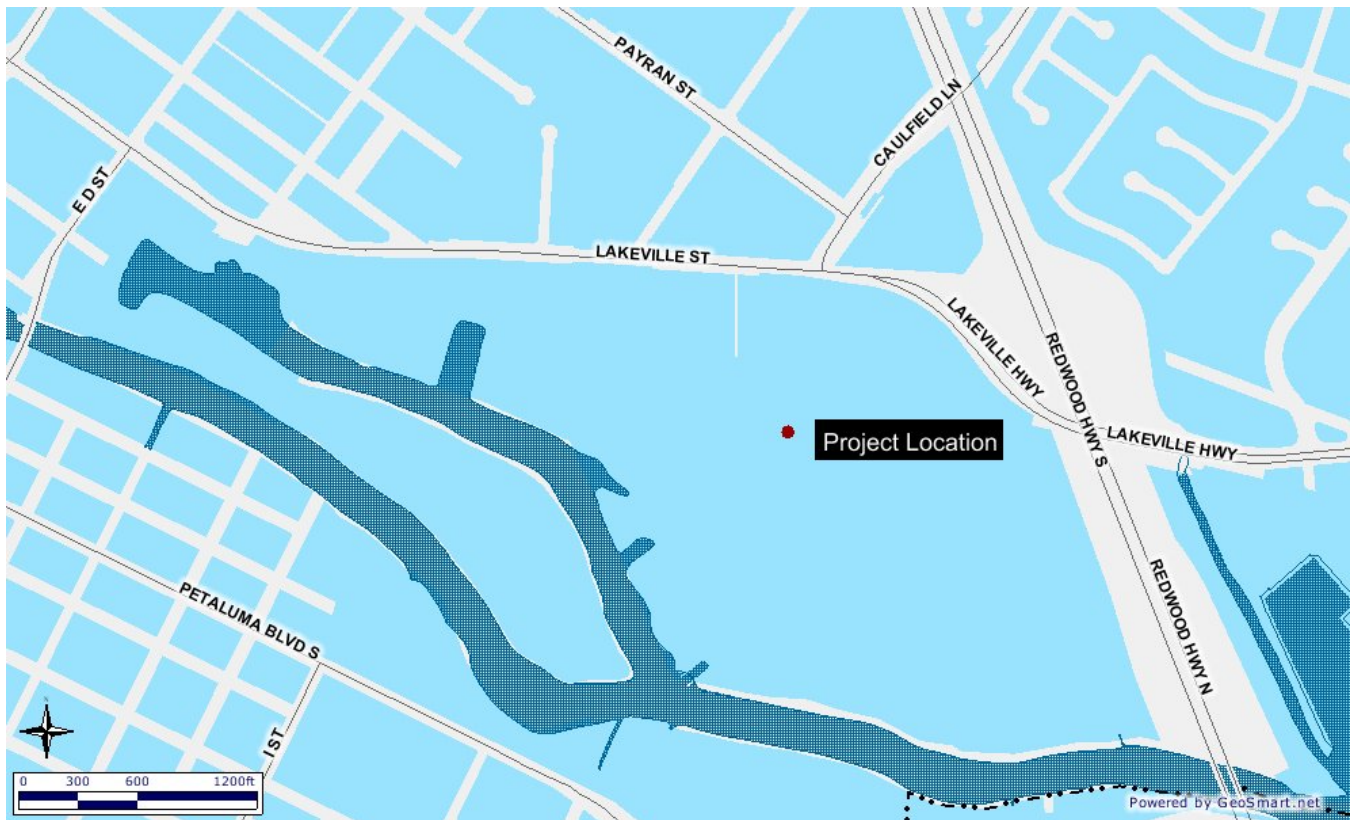 PAYRAN ST
CAULFIELD LN
E D ST
LAKEVILLE ST
LAKEVILLE HWY
REDWOOD HWY S
Project Location
LAKEVILLE HWY
PETALUMA BLVD S
REDWOOD HWY N
I ST
0 300 600 1200ft
Powered by GeoSmart.net